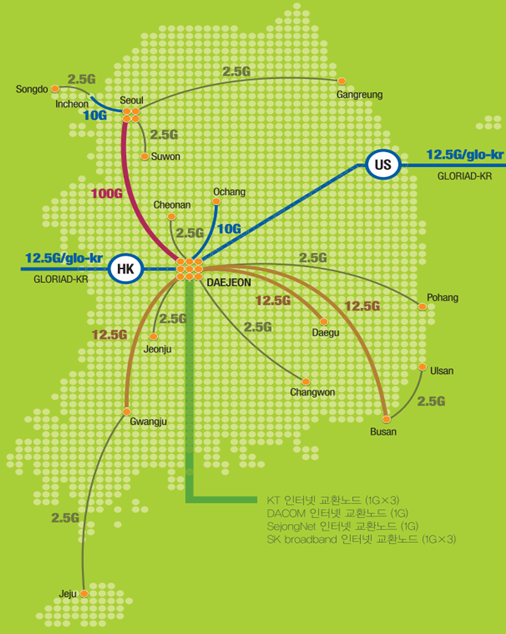 2.5G
2.5G
Songdo
Gangreung
Incheon
Seoul
10G
2.5G
Suwon
12.5G/glo-kr
US
GLORIAD-KR
100G
Ochang
Cheonan
2.5G
10G
12.5G/glo-kr
HK
GLORIAD-KR
2.5G
DAEJEON
Pohang
12.5G
12.5G
2.5G
2.5G
12.5G
Daegu
Jeonju
Ulsan
Changwon
2.5G
Gwangju
Busan
KT 인터넷 교환노드 (1G×3)
DACOM 인터넷 교환노드 (1G)
SejongNet 인터넷 교환노드 (1G)
SK broadband 인터넷 교환노드 (1G×3)
2.5G
Jeju